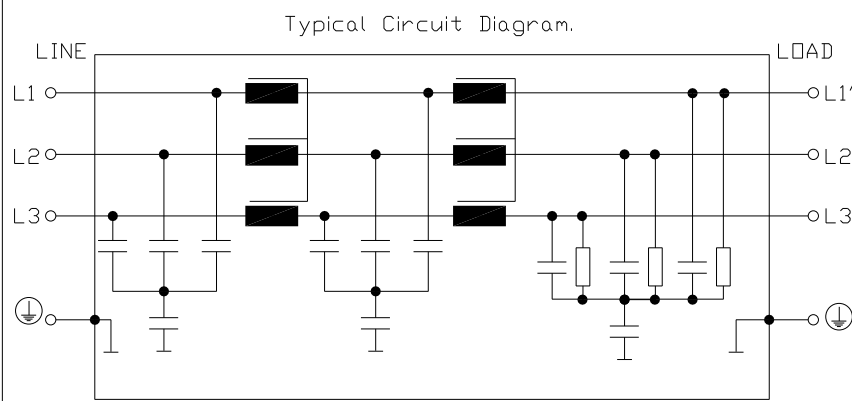 Typical Circuit Diagram.
LINE
LOAD
L1
L1'
L2
L2
L3
L3